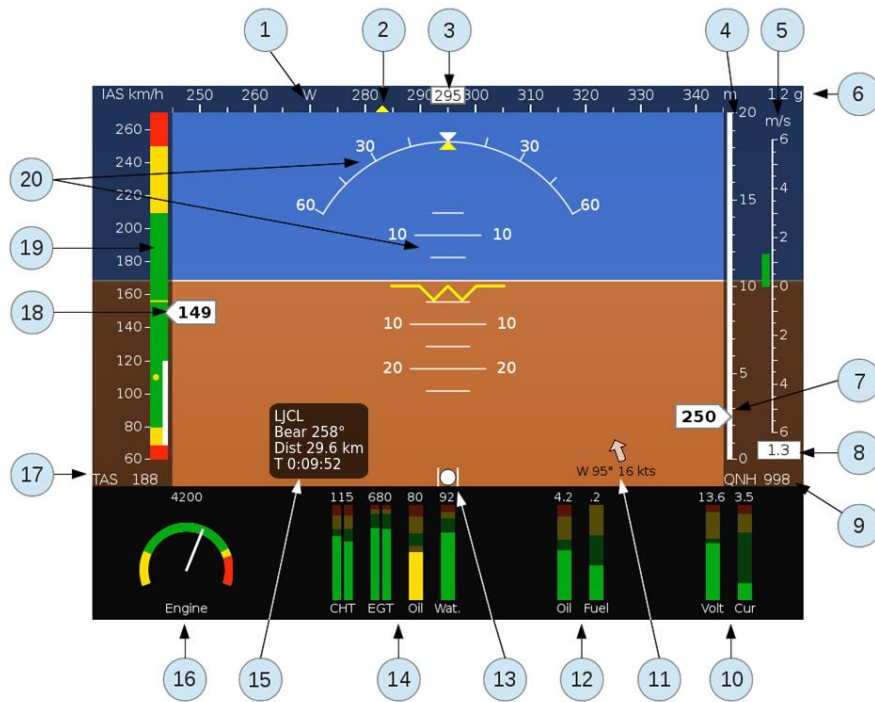 1 2 3 4 5
6
IAS km/h 250 W 260 280 290 295 300 310 320 330 340 m 1.2 g
m/s
260 20 6
240 30 30 4
20
220 60 60 15
200 10 10 2
19
180
160 10 0
18
149
140 10 10 2
120 20 20 5 4
7
100 250 6
80 LJCL
Bear 258°
Dist 29.6 km
T 0:09:52
60 0 1.3
8
W 95° 16 kts
17
TAS 188 QNH 998
9
4200 115 680 80 92 4.2 .2 13.6 3.5
Engine CHT EGT Oil Wat. Oil Fuel Volt Cur
16 15 14 13 12 11 10